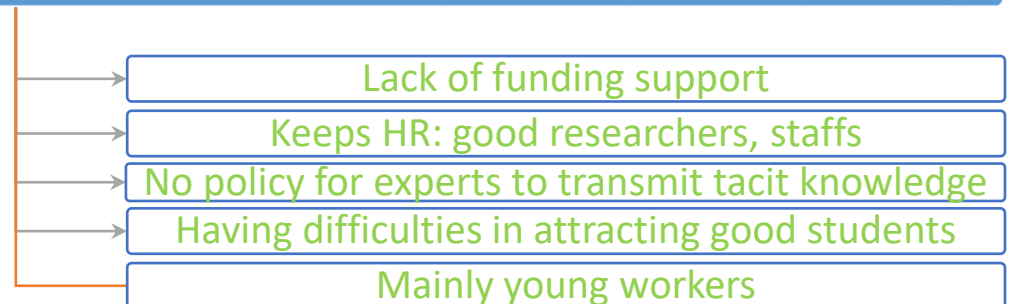 Lack of funding support
Keeps HR: good researchers, staffs
No policy for experts to transmit tacit knowledge
Having difficulties in attracting good students
Mainly young workers